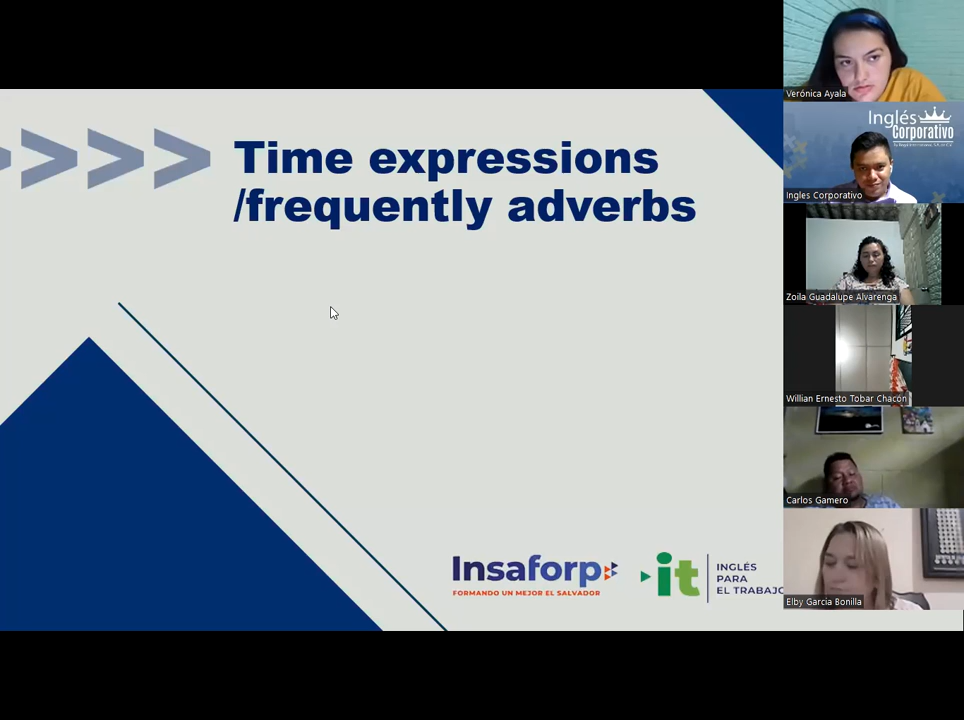 Time expressions
/frequently adverbs
Insaforp
FORMANDO UN MEJOR EL SALVADOR
it
INGLÉS
PARA
EL TRABAJO
Verónica Ayala
Inglés
Corporativo
Ingles Corporativo
Zoila Guadalupe Alvarenga
Willian Ernesto Tobar Chacón
Carlos Gamero
Elby Garcia Bonilla